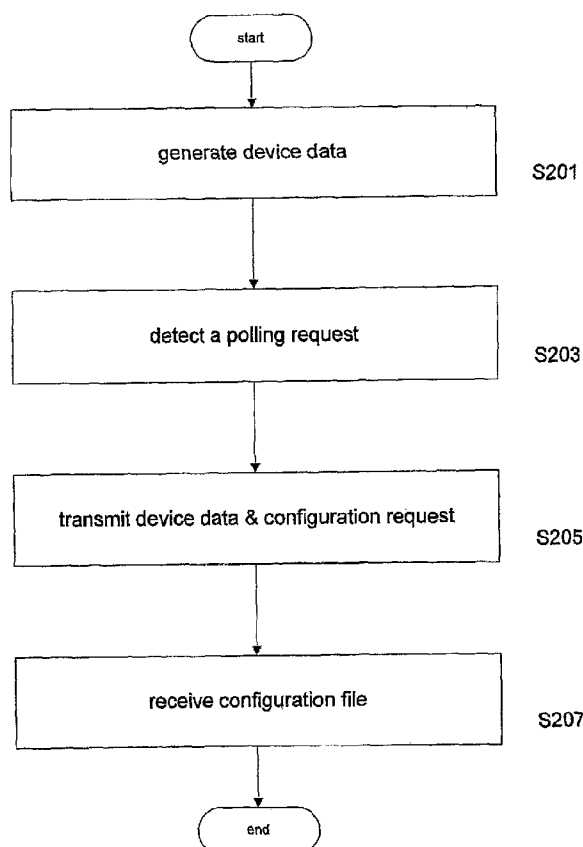 start
generate device data
S201
detect a polling request
S203
transmit device data & configuration request
S205
receive configuration file
S207
end